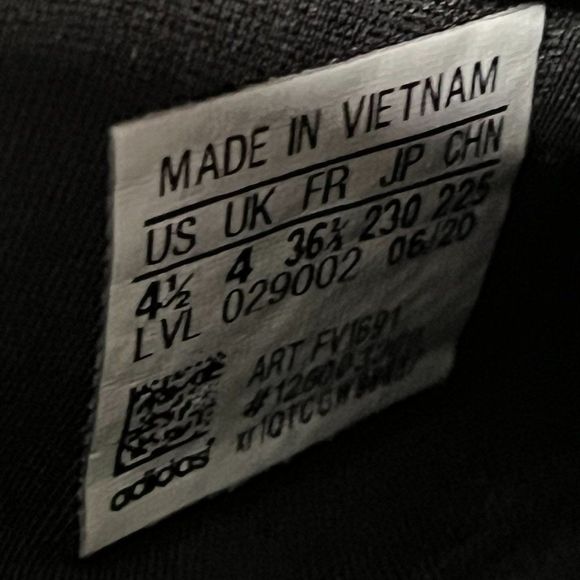 MADE IN VIETNAM
US UK FR JP CHN
4½ 4 36⅔ 230 225
LVL 029002 06/20
ART FV1691
adidas